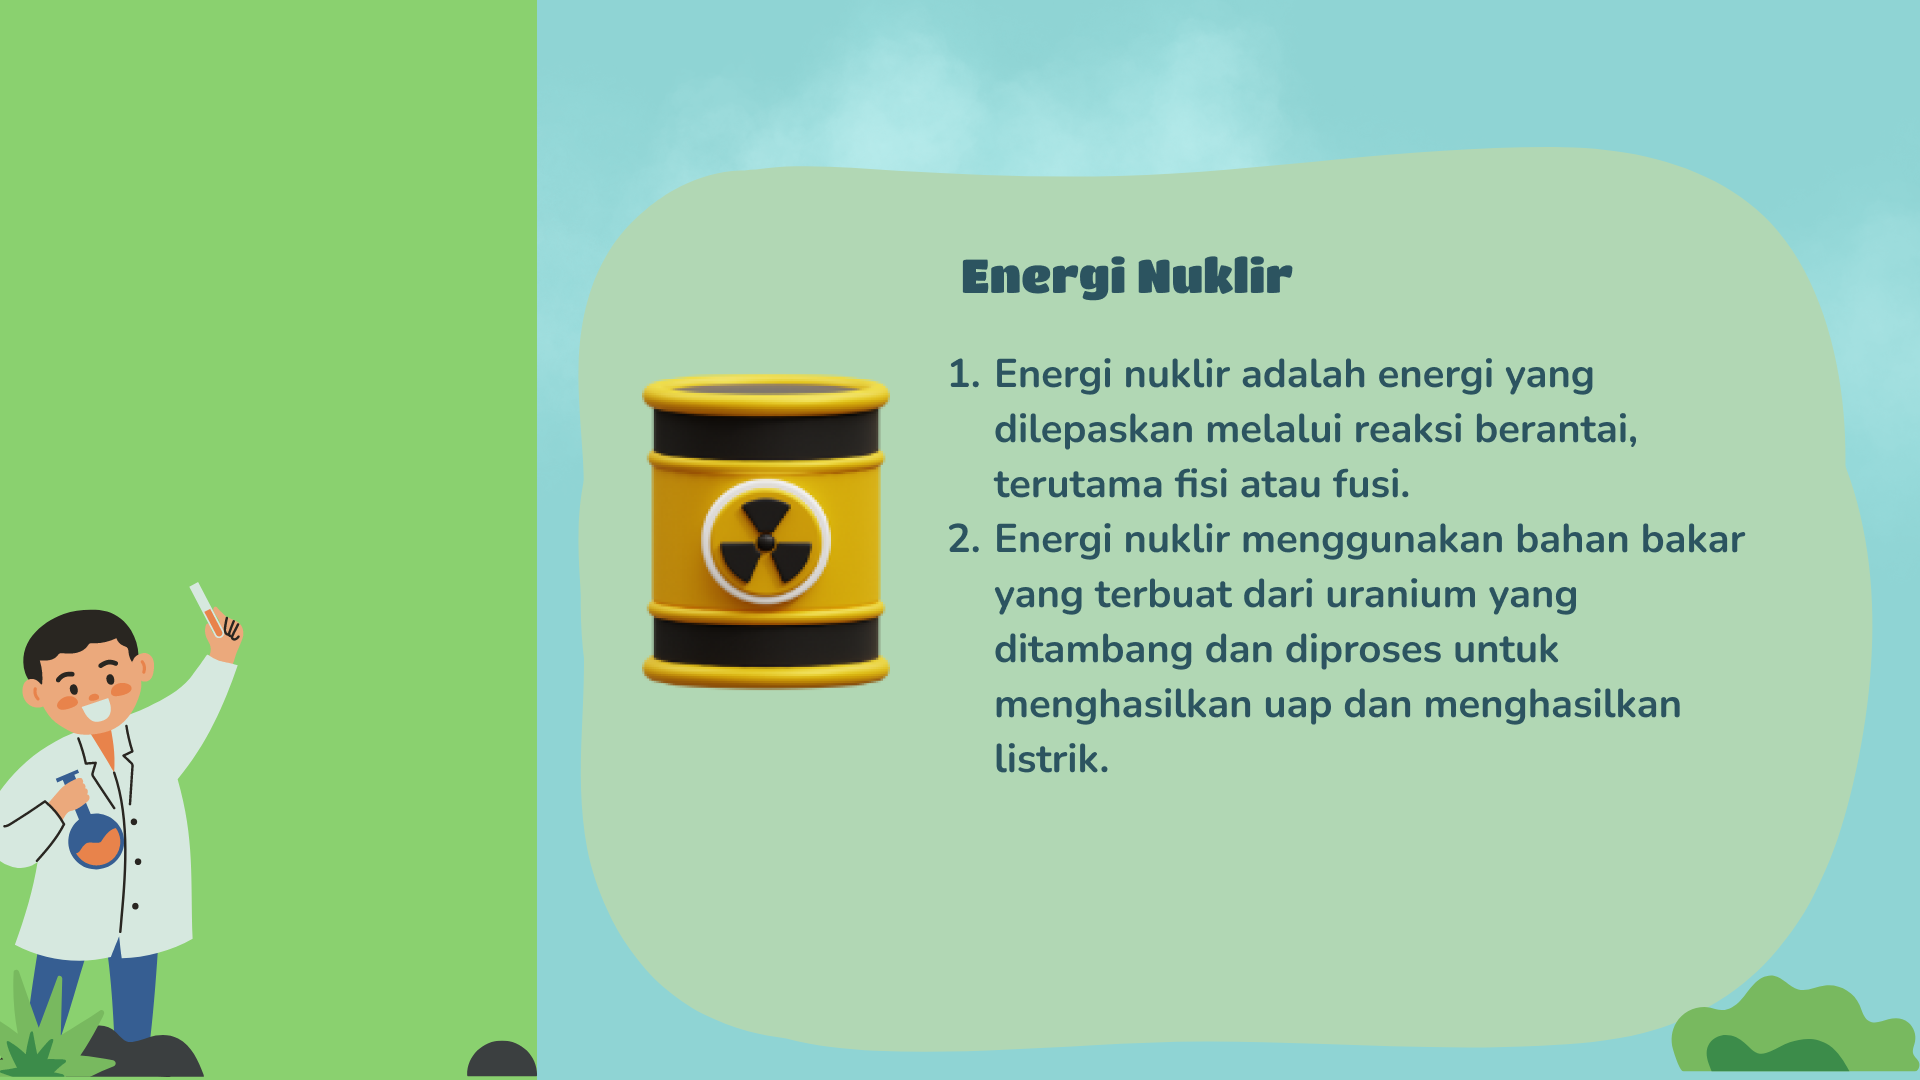 Energi Nuklir
1. Energi nuklir adalah energi yang
dilepaskan melalui reaksi berantai,
terutama fisi atau fusi.
2. Energi nuklir menggunakan bahan bakar
yang terbuat dari uranium yang
ditambang dan diproses untuk
menghasilkan uap dan menghasilkan
listrik.